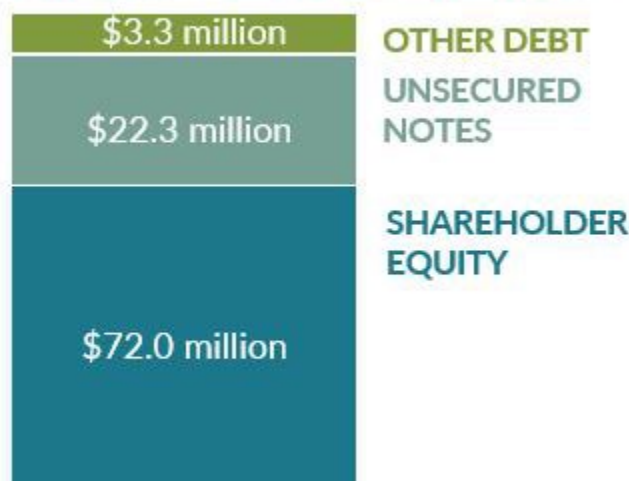 $3.3 million
OTHER DEBT
$22.3 million
UNSECURED
NOTES
$72.0 million
SHAREHOLDER
EQUITY